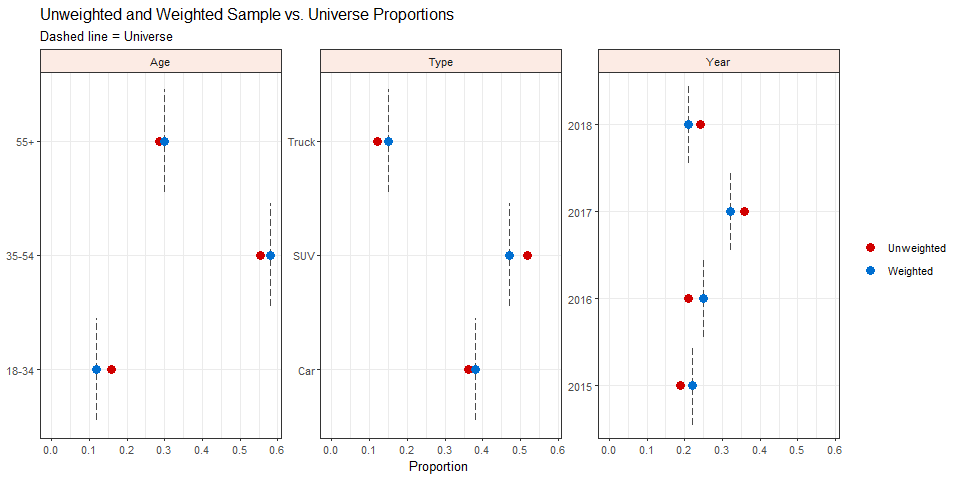 Unweighted and Weighted Sample vs. Universe Proportions
Dashed line = Universe
Age
Type
Year
55+
35-54
18-34
0.0 0.1 0.2 0.3 0.4 0.5 0.6
Truck
SUV
Car
0.0 0.1 0.2 0.3 0.4 0.5 0.6
2018
2017
2016
2015
0.0 0.1 0.2 0.3 0.4 0.5 0.6
Proportion
Unweighted
Weighted